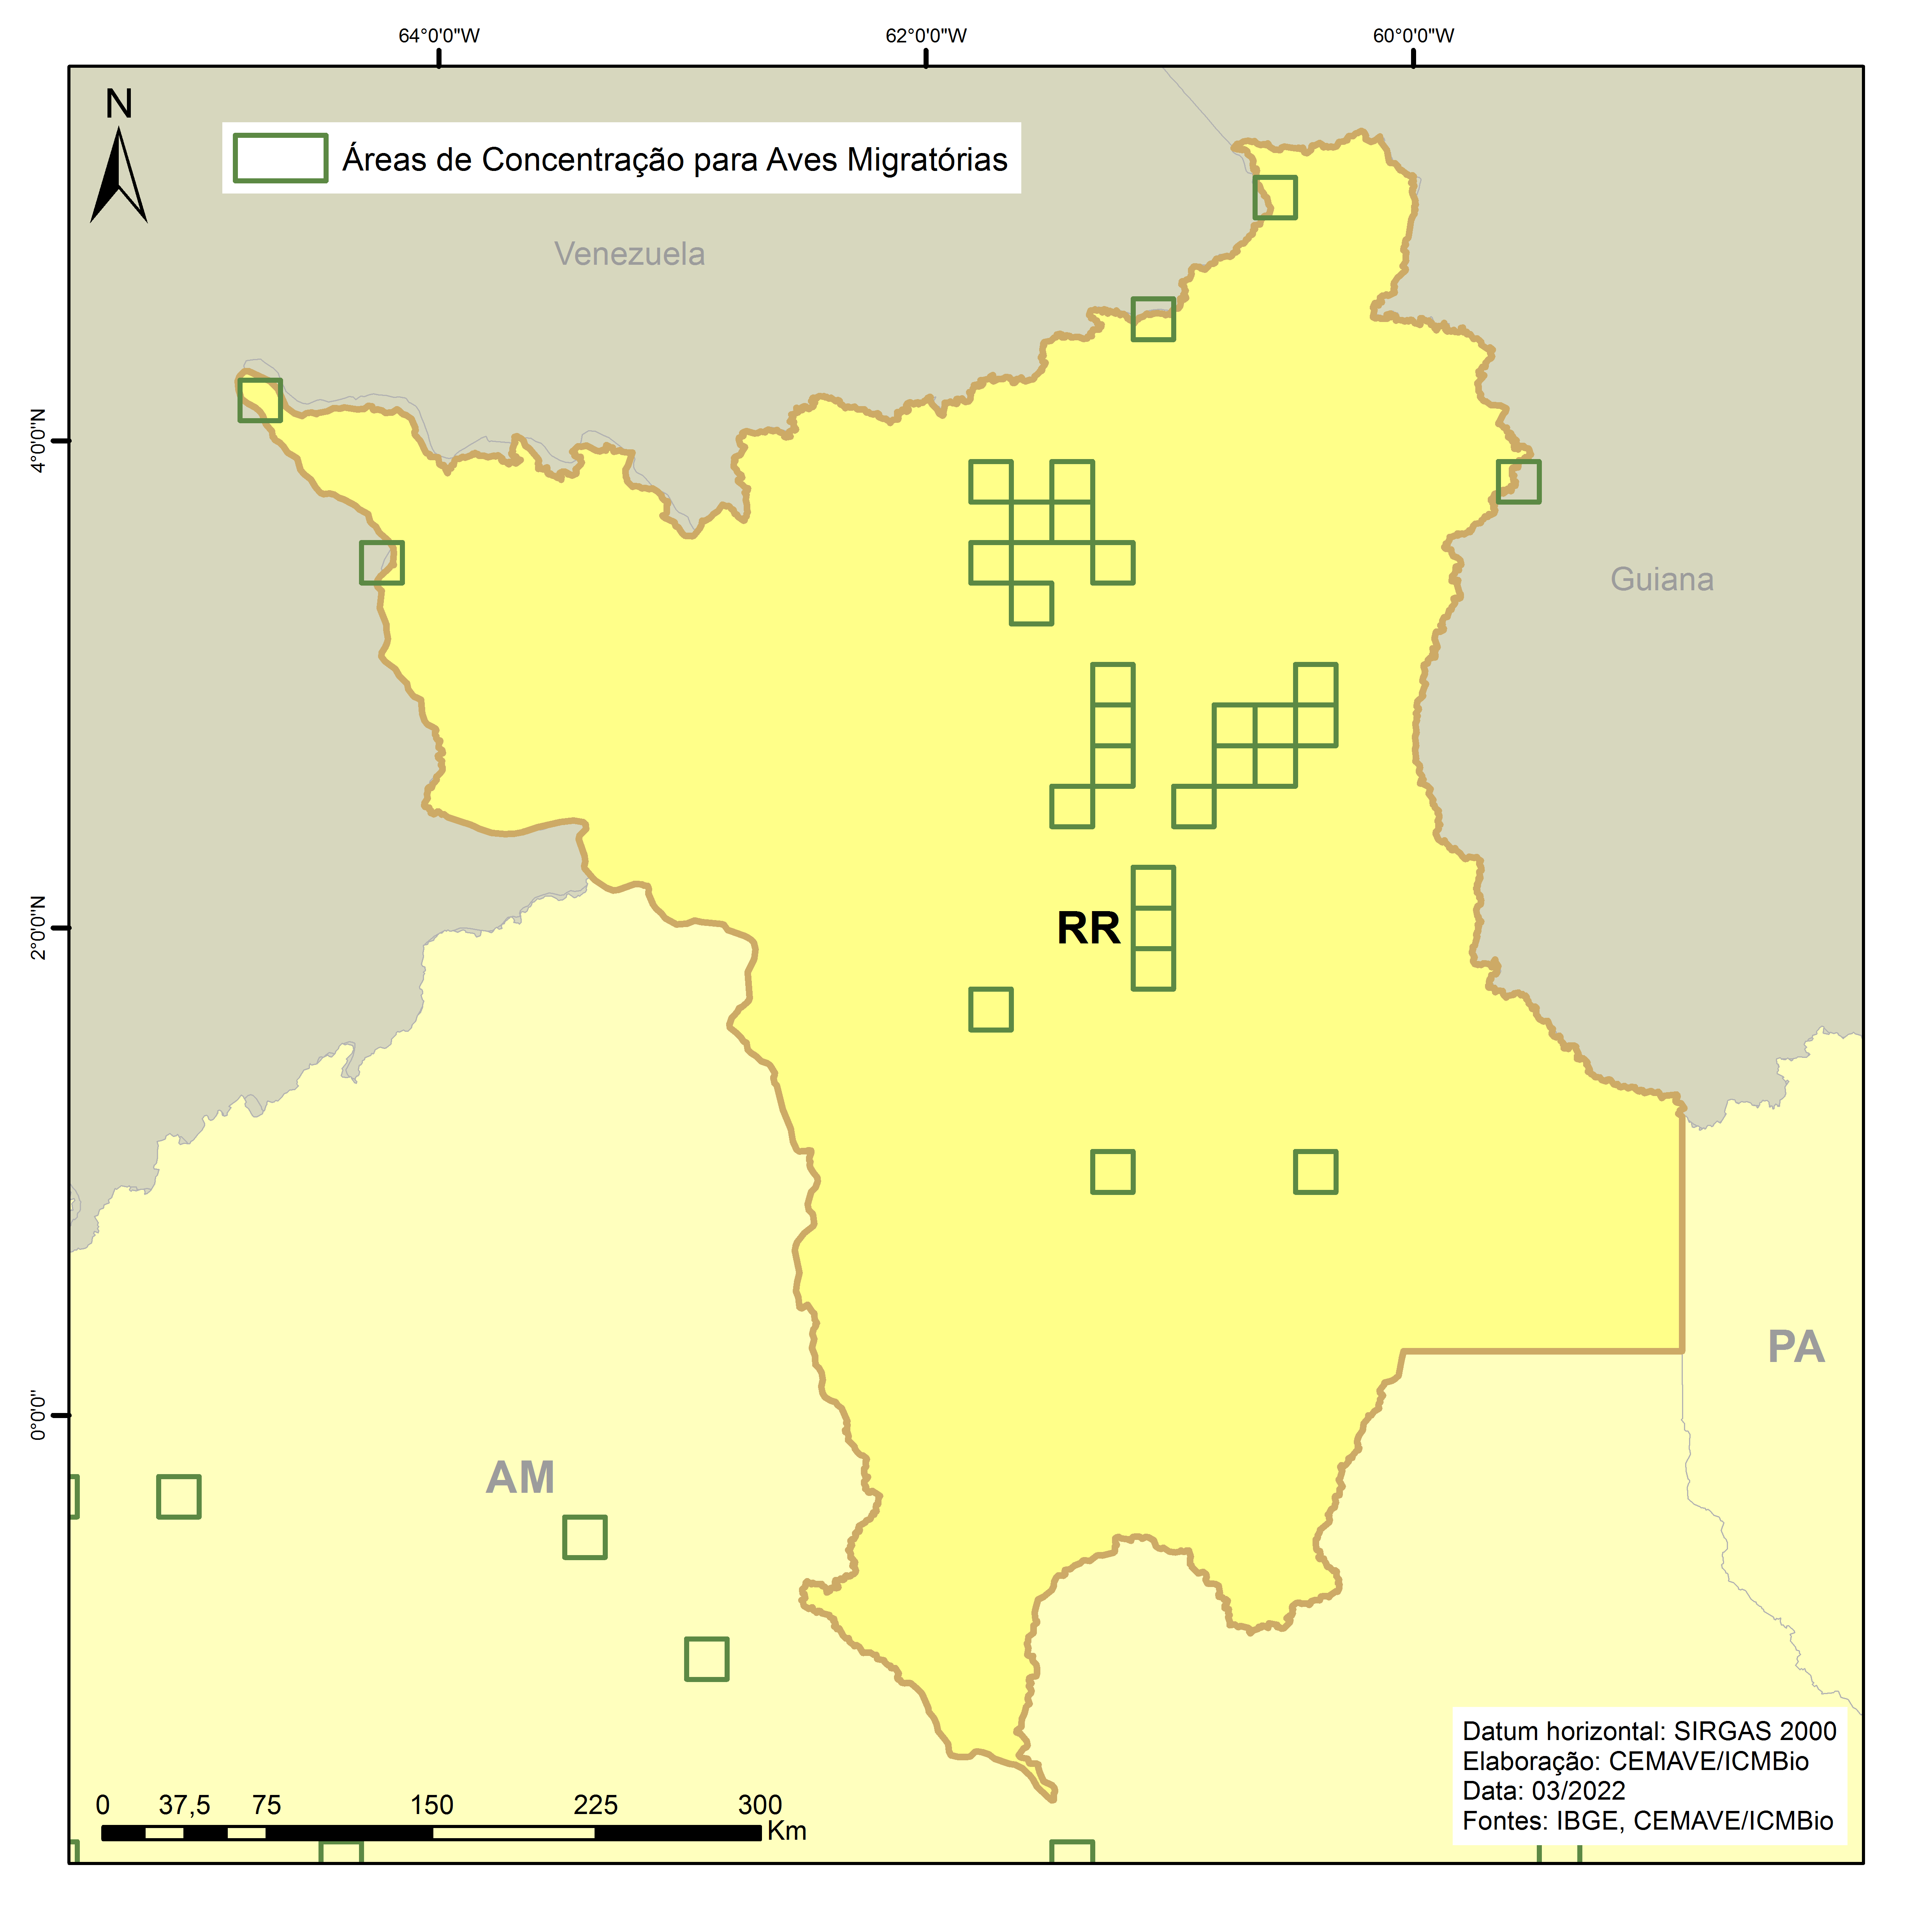 64°0'0"W 62°0'0"W 60°0'0"W
N
Áreas de Concentração para Aves Migratórias
Venezuela
4°0'0"N
Guiana
2°0'0"N
RR
PA
0°0'0"
AM
Datum horizontal: SIRGAS 2000
Elaboração: CEMAVE/ICMBio
Data: 03/2022
Fontes: IBGE, CEMAVE/ICMBio
0 37,5 75 150 225 300
Km